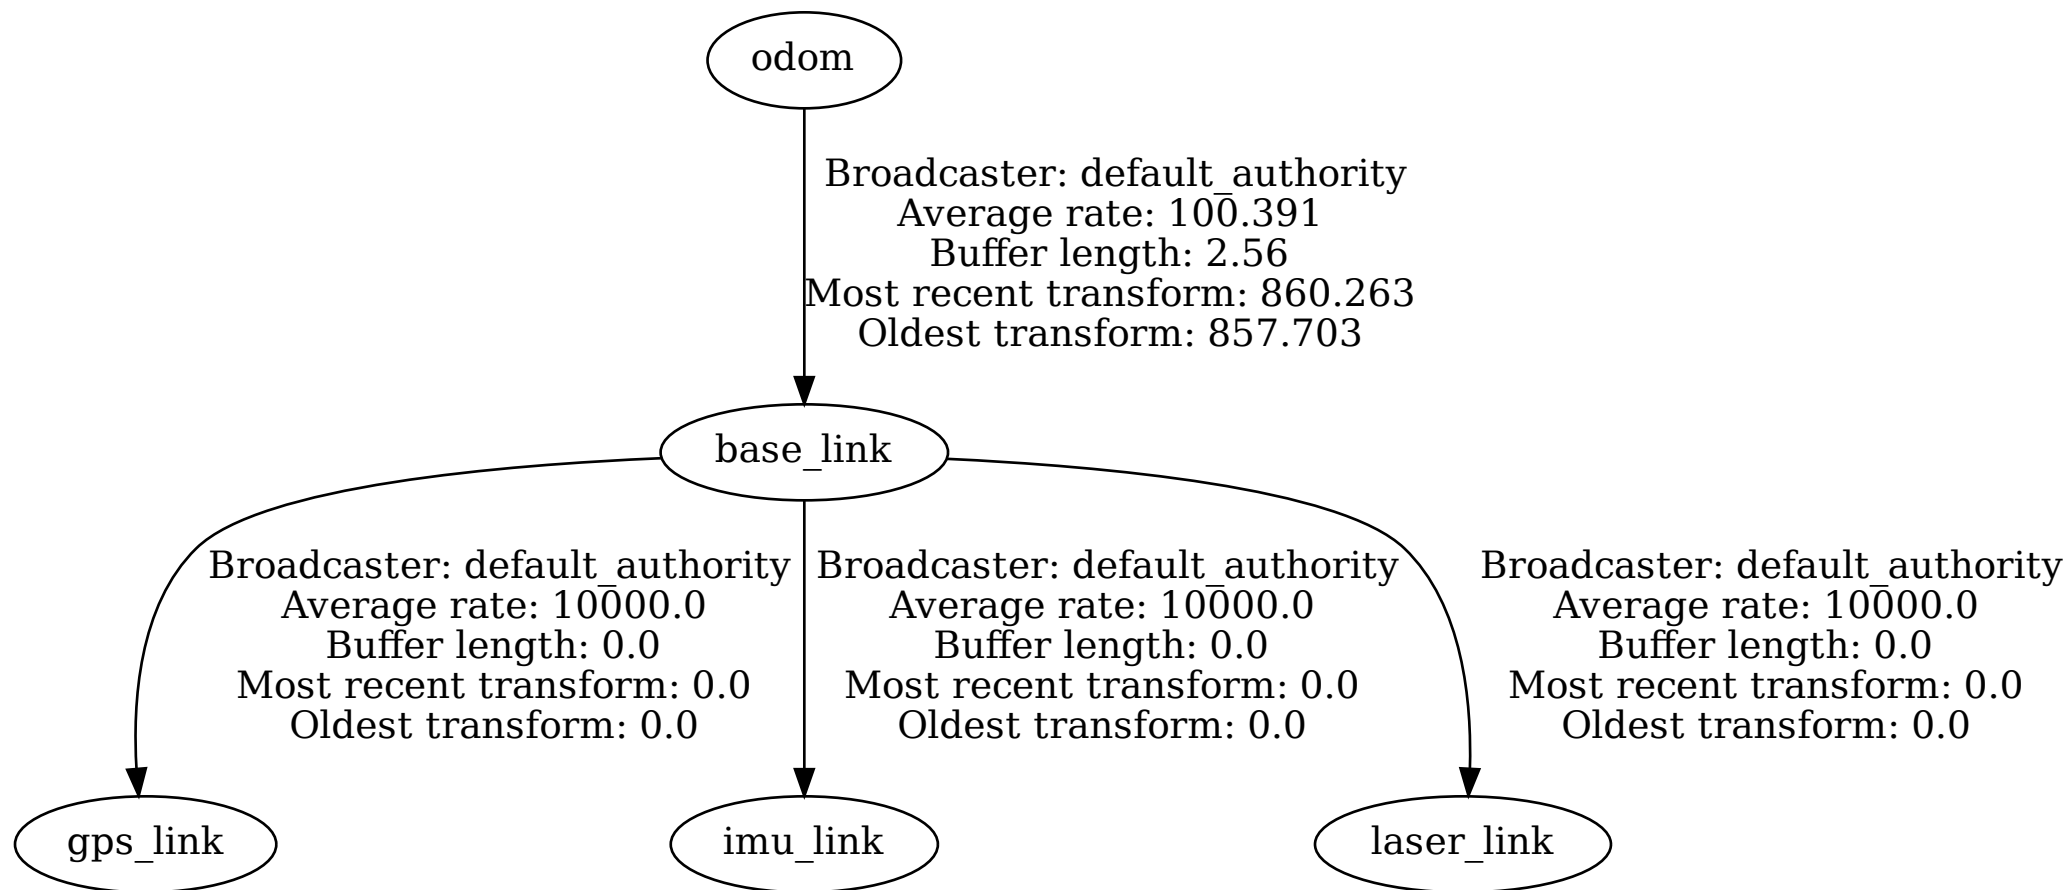 odom
Broadcaster: default_authority
Average rate: 100.391
Buffer length: 2.56
Most recent transform: 860.263
Oldest transform: 857.703
base_link
Broadcaster: default_authority
Average rate: 10000.0
Buffer length: 0.0
Most recent transform: 0.0
Oldest transform: 0.0
Broadcaster: default_authority
Average rate: 10000.0
Buffer length: 0.0
Most recent transform: 0.0
Oldest transform: 0.0
Broadcaster: default_authority
Average rate: 10000.0
Buffer length: 0.0
Most recent transform: 0.0
Oldest transform: 0.0
gps_link
imu_link
laser_link